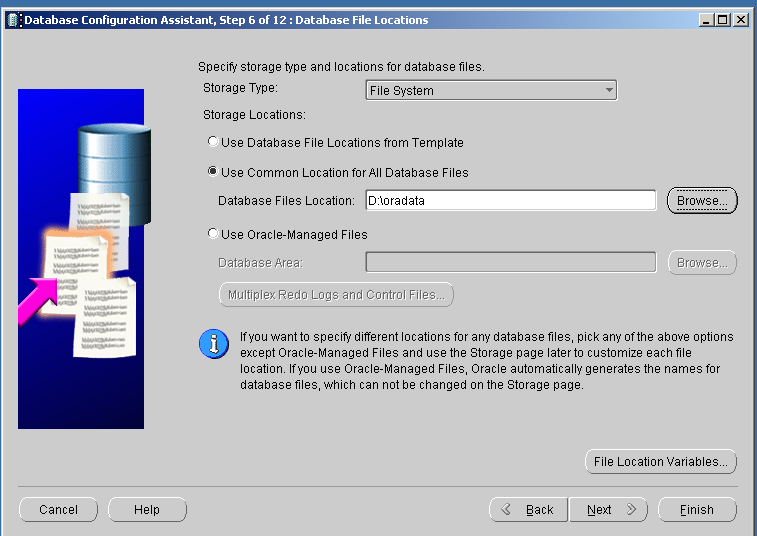 Database Configuration Assistant, Step 6 of 12 : Database File Locations
Specify storage type and locations for database files.
Storage Type: File System
Storage Locations:
Use Database File Locations from Template
Use Common Location for All Database Files
Database Files Location: D:\oradata Browse...
Use Oracle-Managed Files
Database Area: Browse...
Multiplex Redo Logs and Control Files...
If you want to specify different locations for any database files, pick any of the above options
except Oracle-Managed Files and use the Storage page later to customize each file
location. If you use Oracle-Managed Files, Oracle automatically generates the names for
database files, which can not be changed on the Storage page.
File Location Variables...
Cancel Help Back Next Finish